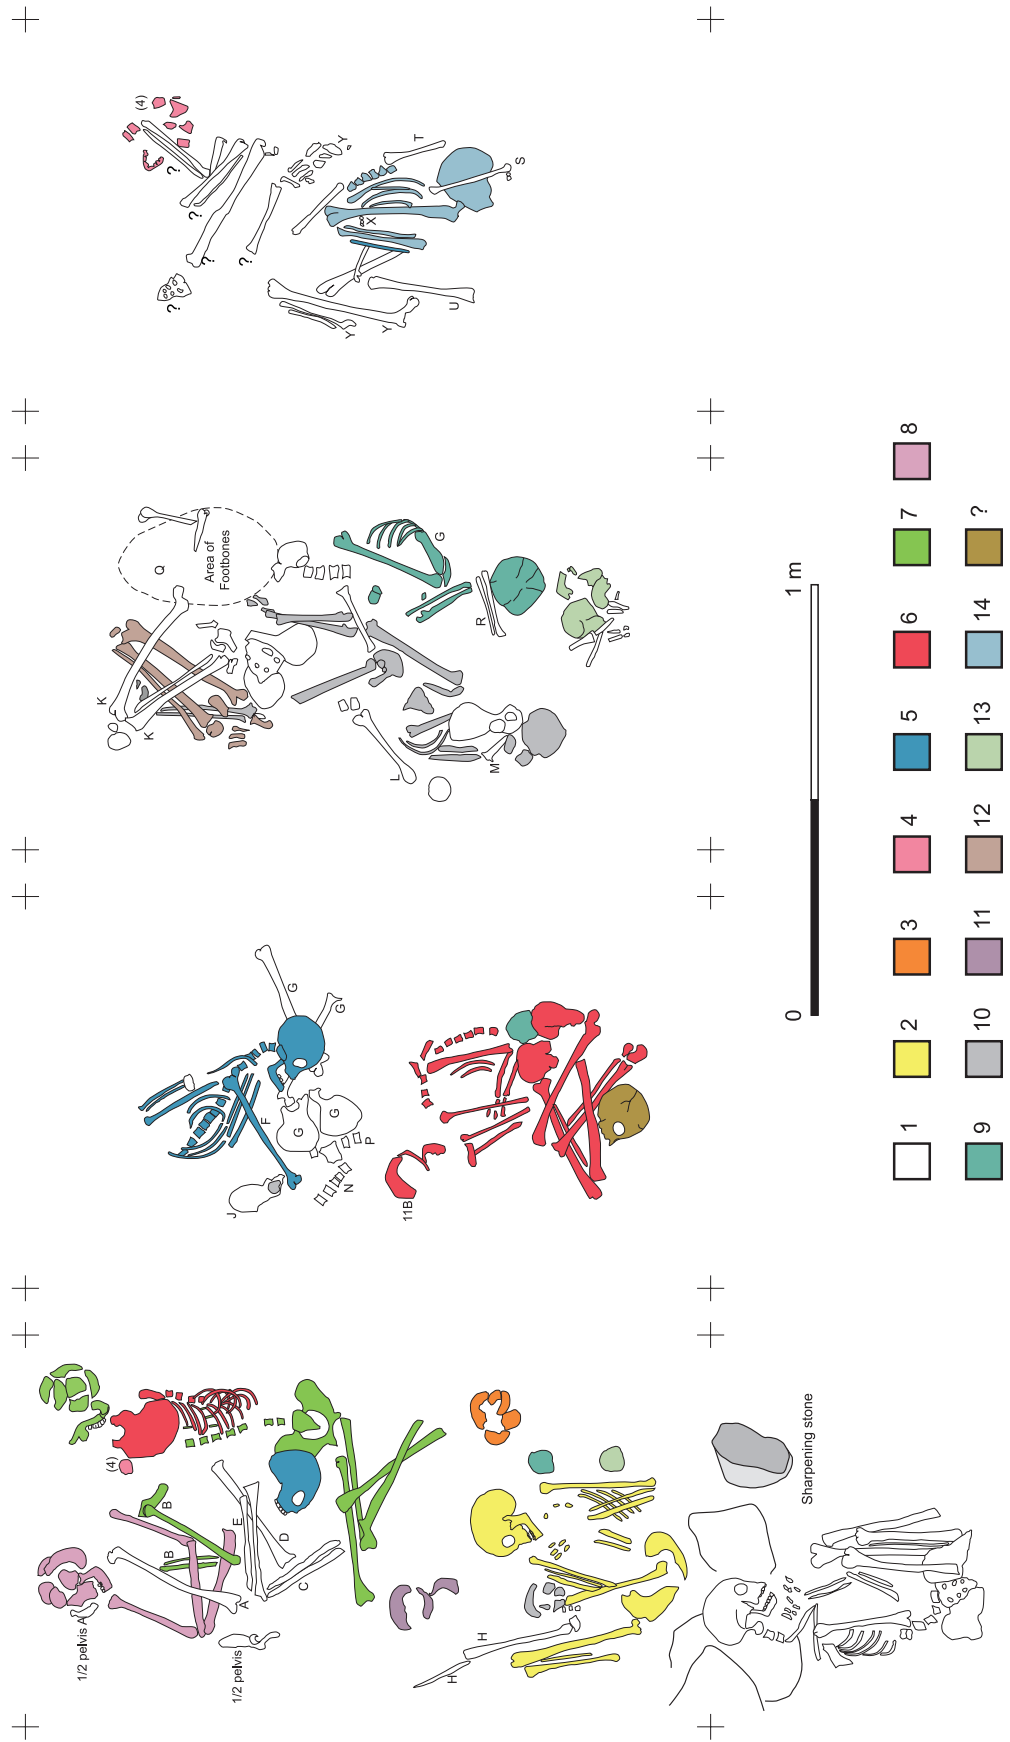 (4)
?
?
?
?
?
Y
T
S
X
U
Y
Y
Q
Area of
Footbones
G
R
K
K
L
M
G
G
F
G
G
P
N
J
11B
(4)
B
B
E
D
C
A
1/2 pelvis A
1/2 pelvis
H
H
Sharpening stone
0
1 m
1 2 3 4 5 6 7 8
9 10 11 12 13 14 ?